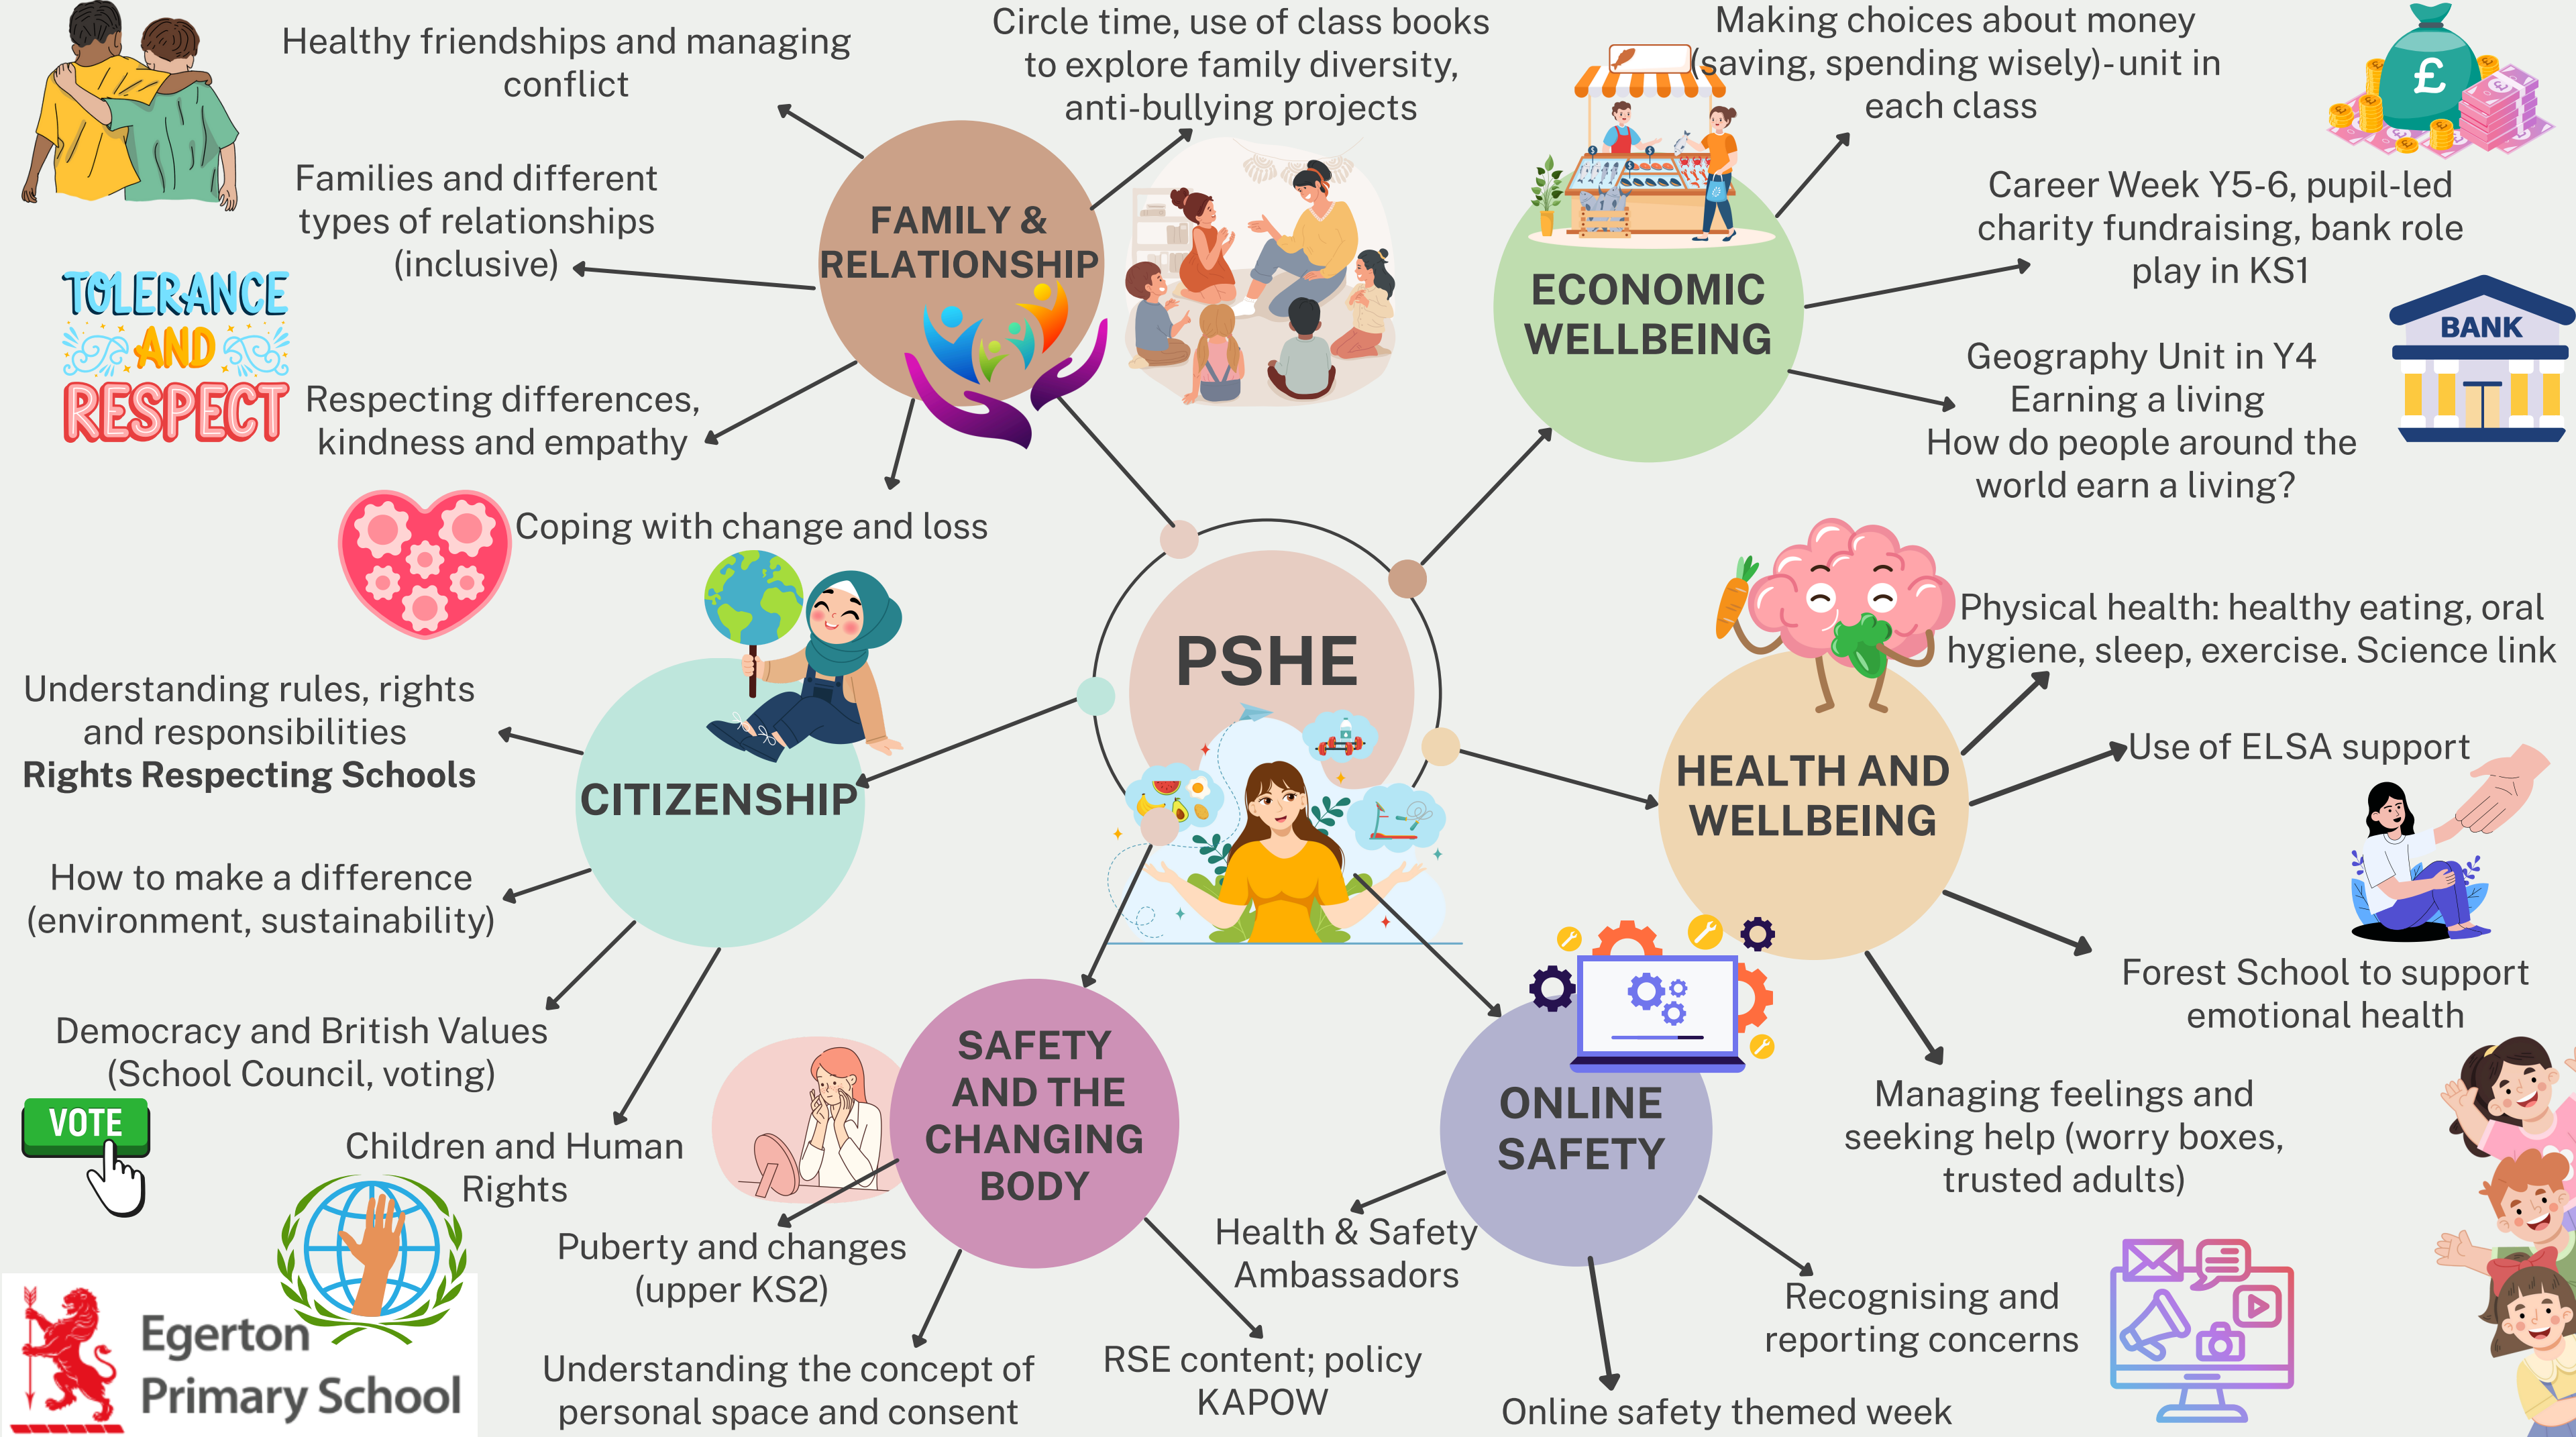 PSHE
FAMILY &
RELATIONSHIP
Healthy friendships and managing
conflict
Families and different
types of relationships
(inclusive)
TOLERANCE
AND
RESPECT
Respecting differences,
kindness and empathy
Coping with change and loss
Circle time, use of class books
to explore family diversity,
anti-bullying projects
ECONOMIC
WELLBEING
Making choices about money
(saving, spending wisely)-unit in
each class
£
Career Week Y5-6, pupil-led
charity fundraising, bank role
play in KS1
BANK
Geography Unit in Y4
Earning a living
How do people around the
world earn a living?
HEALTH AND
WELLBEING
Physical health: healthy eating, oral
hygiene, sleep, exercise. Science link
Use of ELSA support
Forest School to support
emotional health
Managing feelings and
seeking help (worry boxes,
trusted adults)
CITIZENSHIP
Understanding rules, rights
and responsibilities
Rights Respecting Schools
How to make a difference
(environment, sustainability)
Democracy and British Values
(School Council, voting)
VOTE
Children and Human
Rights
SAFETY
AND THE
CHANGING
BODY
Puberty and changes
(upper KS2)
Understanding the concept of
personal space and consent
RSE content; policy
KAPOW
ONLINE
SAFETY
Health & Safety
Ambassadors
Online safety themed week
Recognising and
reporting concerns
Egerton
Primary School